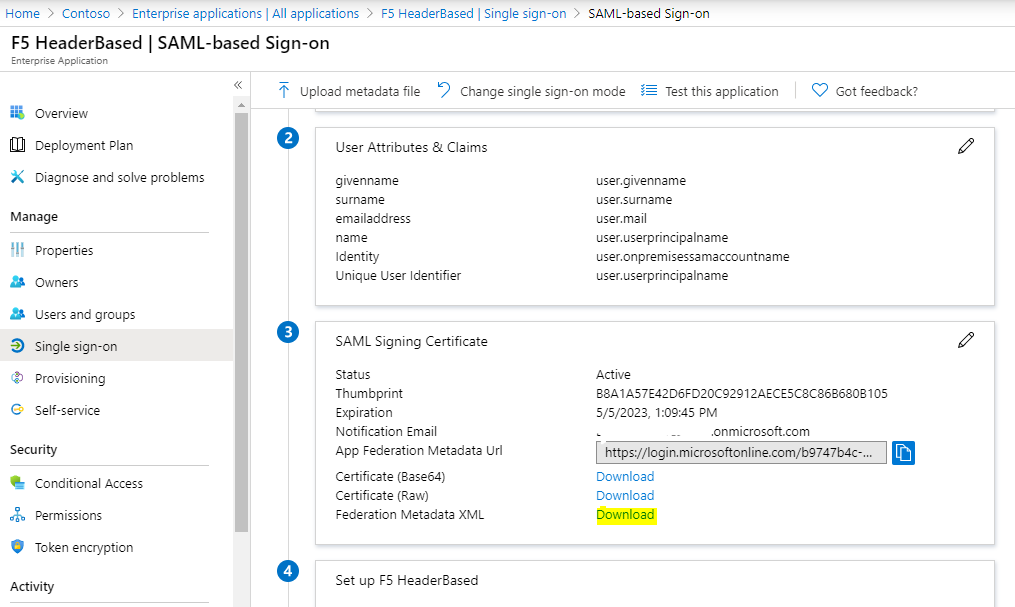 Home > Contoso > Enterprise applications | All applications > F5 HeaderBased | Single sign-on > SAML-based Sign-on
F5 HeaderBased | SAML-based Sign-on
Enterprise Application
«
Overview
Deployment Plan
Diagnose and solve problems
Manage
Properties
Owners
Users and groups
Single sign-on
Provisioning
Self-service
Security
Conditional Access
Permissions
Token encryption
Activity
Upload metadata file
Change single sign-on mode
Test this application
Got feedback?
2
User Attributes & Claims
givenname user.givenname
surname user.surname
emailaddress user.mail
name user.userprincipalname
Identity user.onpremisessamaccountname
Unique User Identifier user.userprincipalname
3
SAML Signing Certificate
Status Active
Thumbprint B8A1A57E42D6FD20C92912AECE5C8C86B680B105
Expiration 5/5/2023, 1:09:45 PM
Notification Email .onmicrosoft.com
App Federation Metadata Url https://login.microsoftonline.com/b9747b4c-...
Certificate (Base64) Download
Certificate (Raw) Download
Federation Metadata XML Download
4
Set up F5 HeaderBased